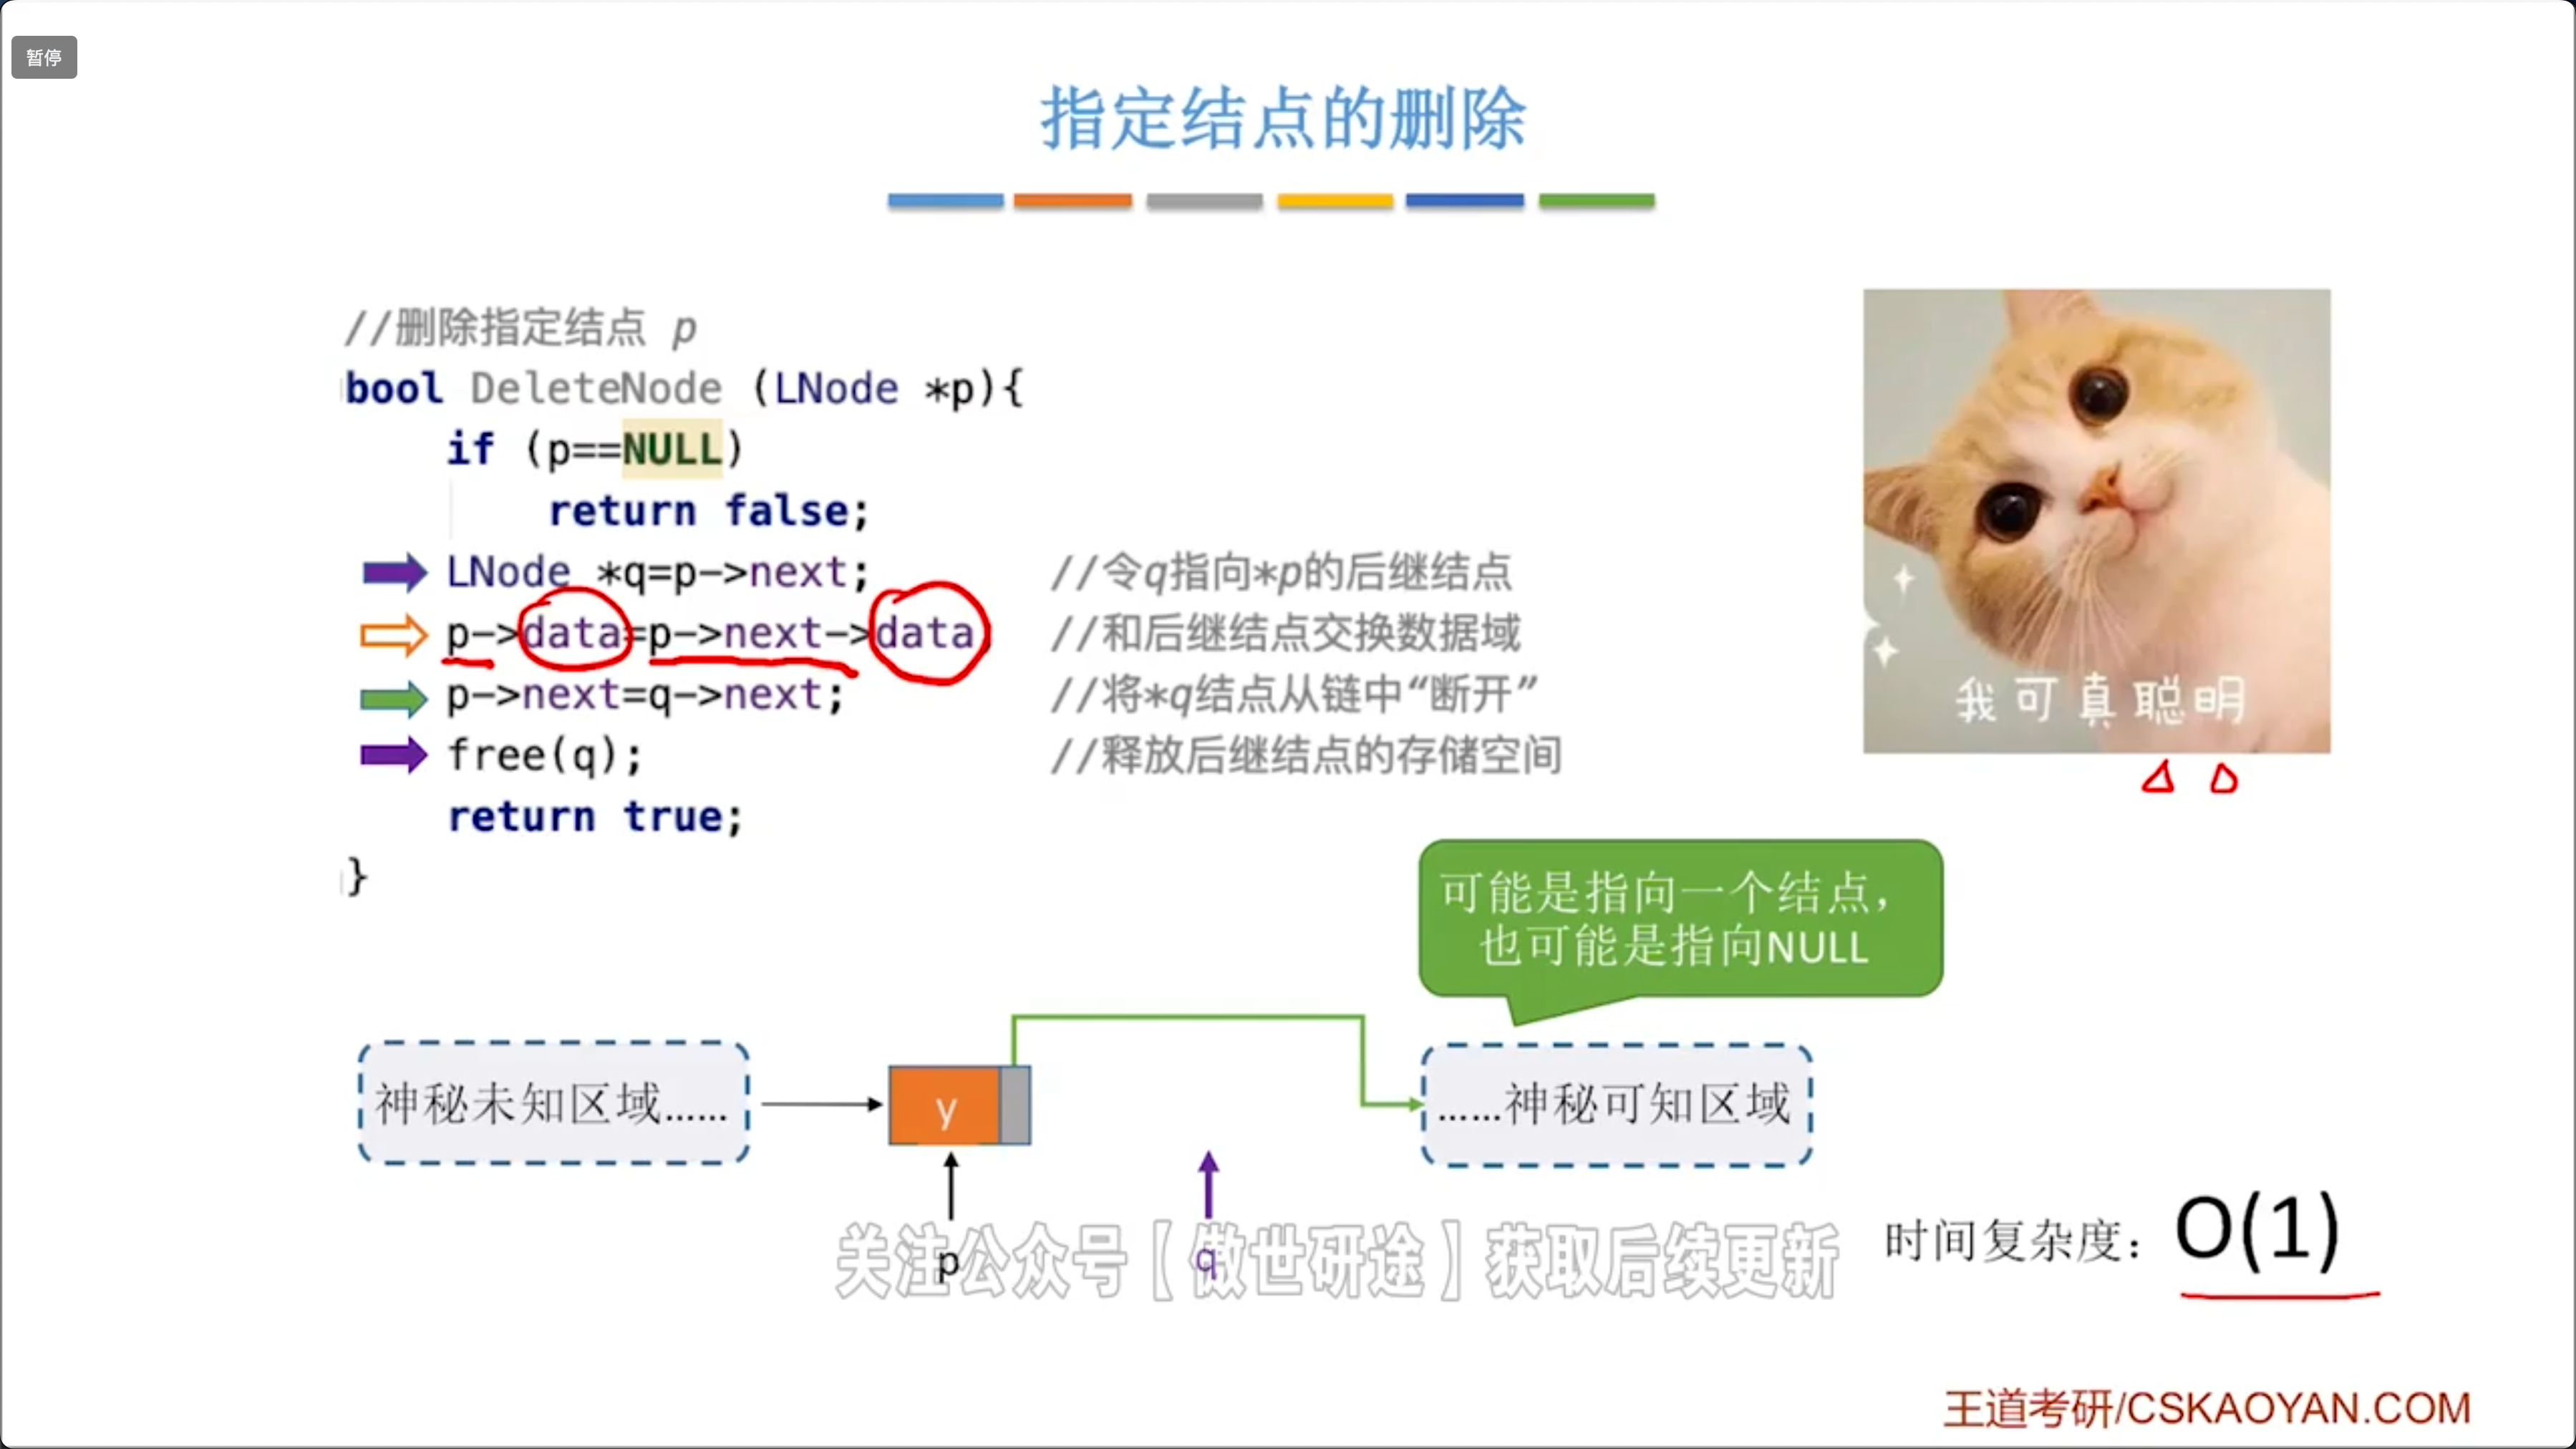 暂停
指定结点的删除
//删除指定结点 p
bool DeleteNode (LNode *p){
if (p==NULL)
return false;
LNode *q=p->next; //令q指向*p的后继结点
p->data=p->next->data //和后继结点交换数据域
p->next=q->next; //将*q结点从链中“断开”
free(q); //释放后继结点的存储空间
return true;
}
我可真聪明
可能是指向一个结点，
也可能是指向NULL
神秘未知区域…… y ……神秘可知区域
p q
关注公众号【傲世研途】获取后续更新
时间复杂度：O(1)
王道考研/CSKAOYAN.COM